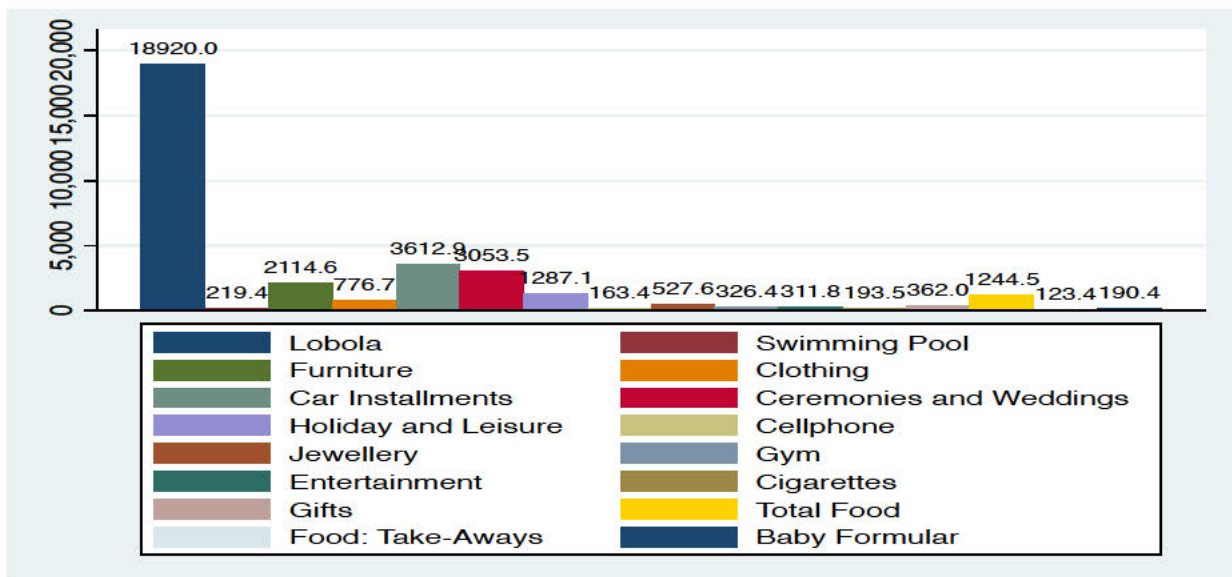 20,000
15,000
10,000
5,000
0
18920.0
219.4
2114.6
776.7
3612.9
3053.5
1287.1
163.4
527.6
326.4
311.8
193.5
362.0
1244.5
123.4
190.4
Lobola Swimming Pool
Furniture Clothing
Car Installments Ceremonies and Weddings
Holiday and Leisure Cellphone
Jewellery Gym
Entertainment Cigarettes
Gifts Total Food
Food: Take-Aways Baby Formular